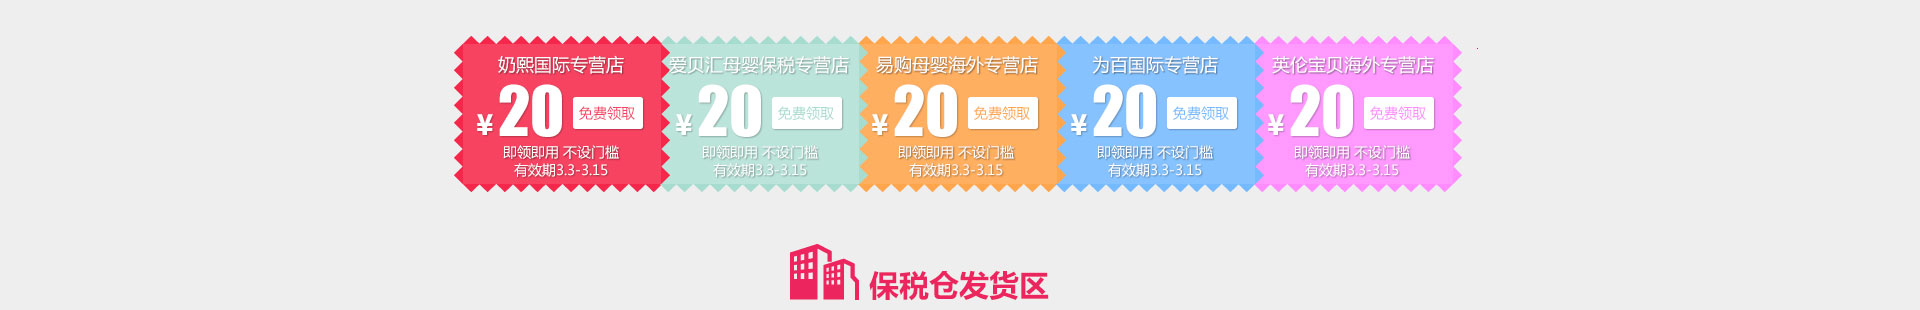 奶熙国际专营店
¥20 免费领取
即领即用 不设门槛
有效期3.3-3.15
爱贝汇母婴保税专营店
¥20 免费领取
即领即用 不设门槛
有效期3.3-3.15
易购母婴海外专营店
¥20 免费领取
即领即用 不设门槛
有效期3.3-3.15
为百国际专营店
¥20 免费领取
即领即用 不设门槛
有效期3.3-3.15
英伦宝贝海外专营店
¥20 免费领取
即领即用 不设门槛
有效期3.3-3.15
保税仓发货区